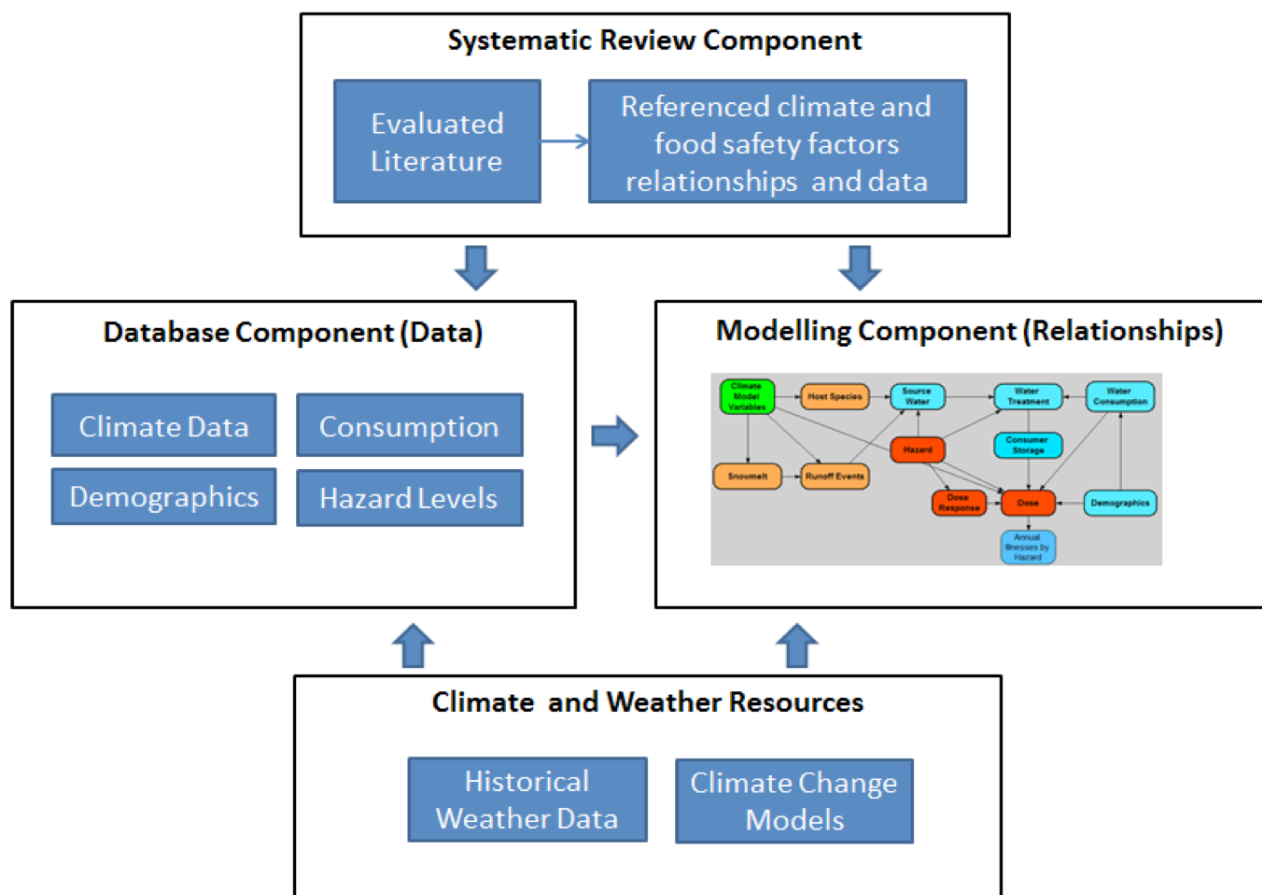 Systematic Review Component
Evaluated
Literature
Referenced climate and
food safety factors
relationships and data
Database Component (Data)
Climate Data
Consumption
Demographics
Hazard Levels
Modelling Component (Relationships)
Climate
Model
Variables
Host Species
Source
Water
Water
Treatment
Water
Consumption
Consumer
Storage
Hazard
Snowmelt
Runoff Events
Dose
Response
Dose
Demographics
Annual
Illnesses by
Hazard
Climate and Weather Resources
Historical
Weather Data
Climate Change
Models